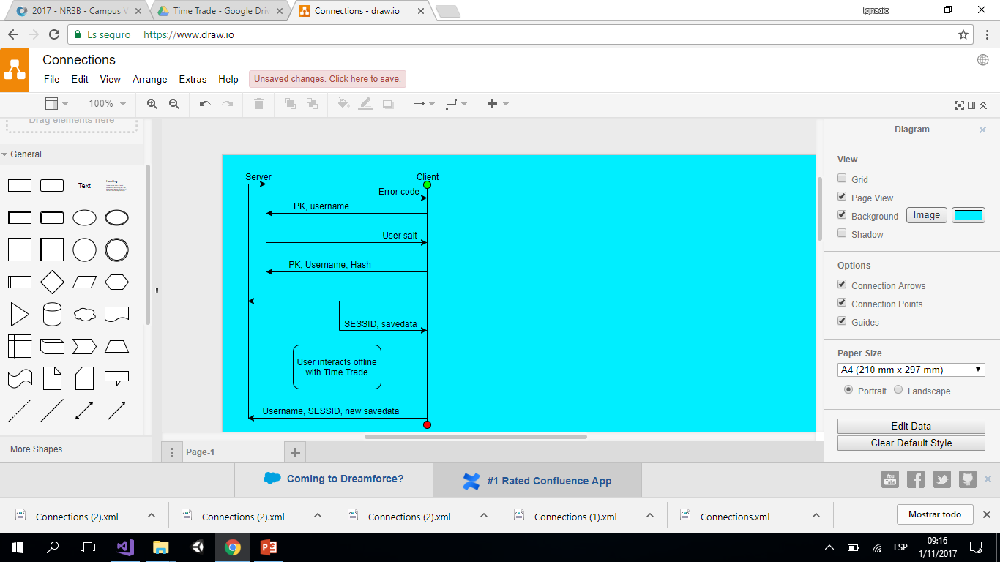 2017 - NR3B - Campus V
Time Trade - Google Driv
Connections - draw.io
Ignacio
Es seguro
https://www.draw.io
Connections
File
Edit
View
Arrange
Extras
Help
Unsaved changes. Click here to save.
100%
Drag elements here
General
Text
Heading
Server
Client
Error code
PK, username
User salt
PK, Username, Hash
SESSID, savedata
User interacts offline
with Time Trade
Username, SESSID, new savedata
Diagram
View
Grid
Page View
Background
Image
Shadow
Options
Connection Arrows
Connection Points
Guides
Paper Size
A4 (210 mm x 297 mm)
Portrait
Landscape
Edit Data
Clear Default Style
More Shapes...
Page-1
Coming to Dreamforce?
#1 Rated Confluence App
You
Tube
Connections (2).xml
Connections (2).xml
Connections (2).xml
Connections (1).xml
Connections.xml
Mostrar todo
ESP
09:16
1/11/2017